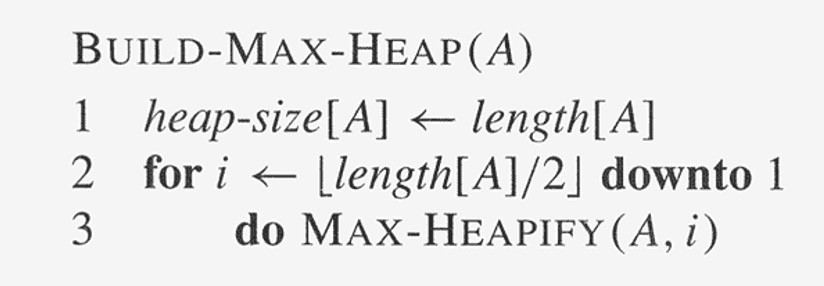 BUILD-MAX-HEAP(A)
1 heap-size[A] ← length[A]
2 for i ← ⌊length[A]/2⌋ downto 1
3 do MAX-HEAPIFY(A, i)